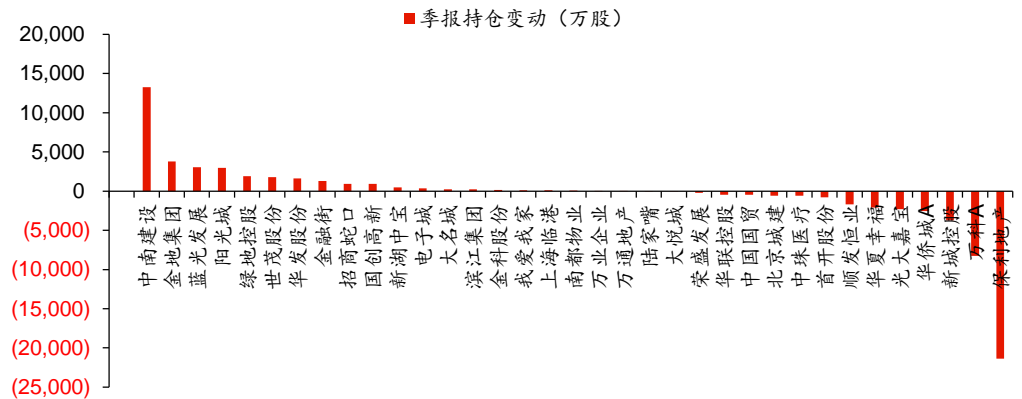 季报持仓变动（万股）
20,000
15,000
10,000
5,000
0
(5,000)
(10,000)
(15,000)
(20,000)
(25,000)
中南建设
金地集团
蓝光发展
阳光城
绿地控股
世茂股份
华发股份
金融街
招商蛇口
国创高新
新湖中宝
电子城
大名城
滨江集团
金科股份
我爱我家
上海临港
南都物业
万业企业
万通地产
陆家嘴
大悦城
荣盛发展
华联控股
中国国贸
北京城建
中珠医疗
首开股份
顺发恒业
华夏幸福
光大嘉宝
华侨城A
新城控股
万科A
保利地产